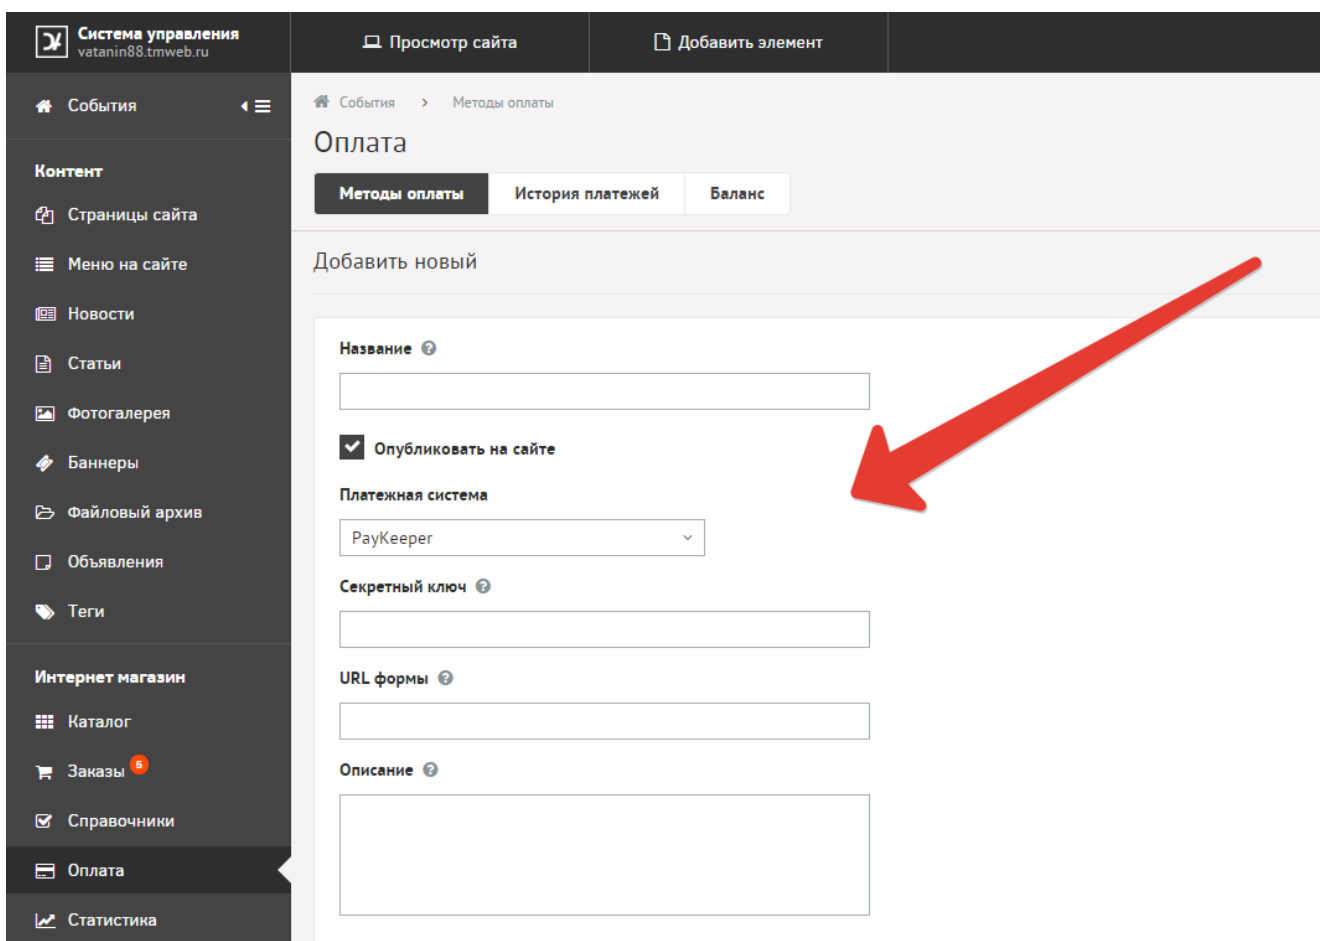 Система управления
vatanin88.tmweb.ru
Просмотр сайта
Добавить элемент
События
Контент
Страницы сайта
Меню на сайте
Новости
Статьи
Фотогалерея
Баннеры
Файловый архив
Объявления
Теги
Интернет магазин
Каталог
Заказы 5
Справочники
Оплата
Статистика
События > Методы оплаты
Оплата
Методы оплаты История платежей Баланс
Добавить новый
Название
Опубликовать на сайте
Платежная система
PayKeeper
Секретный ключ
URL формы
Описание